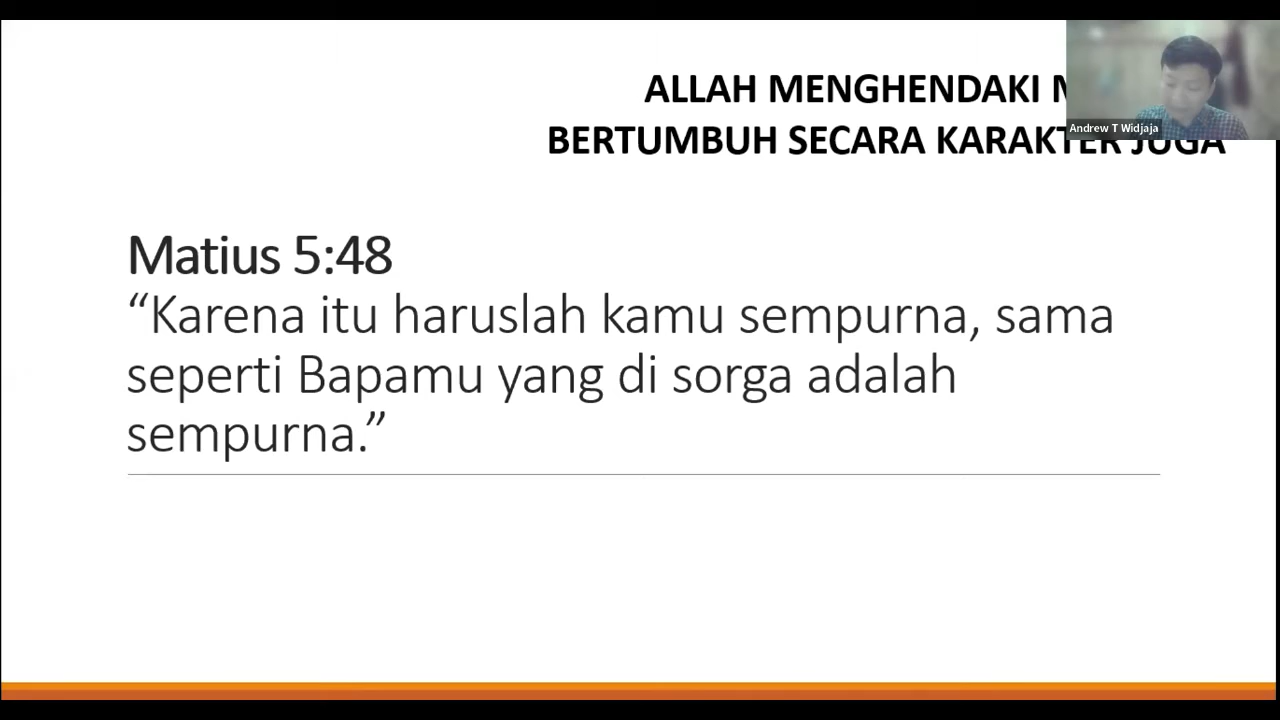 ALLAH MENGHENDAKI
BERTUMBUH SECARA KARAKTER JUGA
Andrew T Widjaja
Matius 5:48
“Karena itu haruslah kamu sempurna, sama
seperti Bapamu yang di sorga adalah
sempurna.”